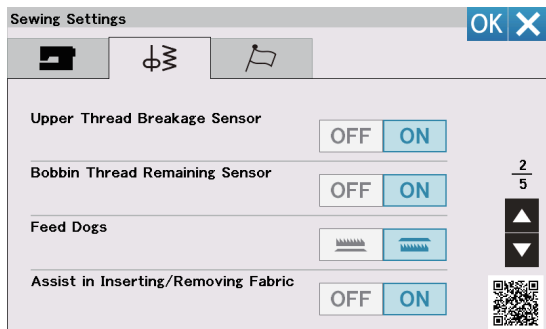 Sewing Settings
OK
Upper Thread Breakage Sensor
OFF ON
Bobbin Thread Remaining Sensor
OFF ON
2
5
Feed Dogs
Assist in Inserting/Removing Fabric
OFF ON